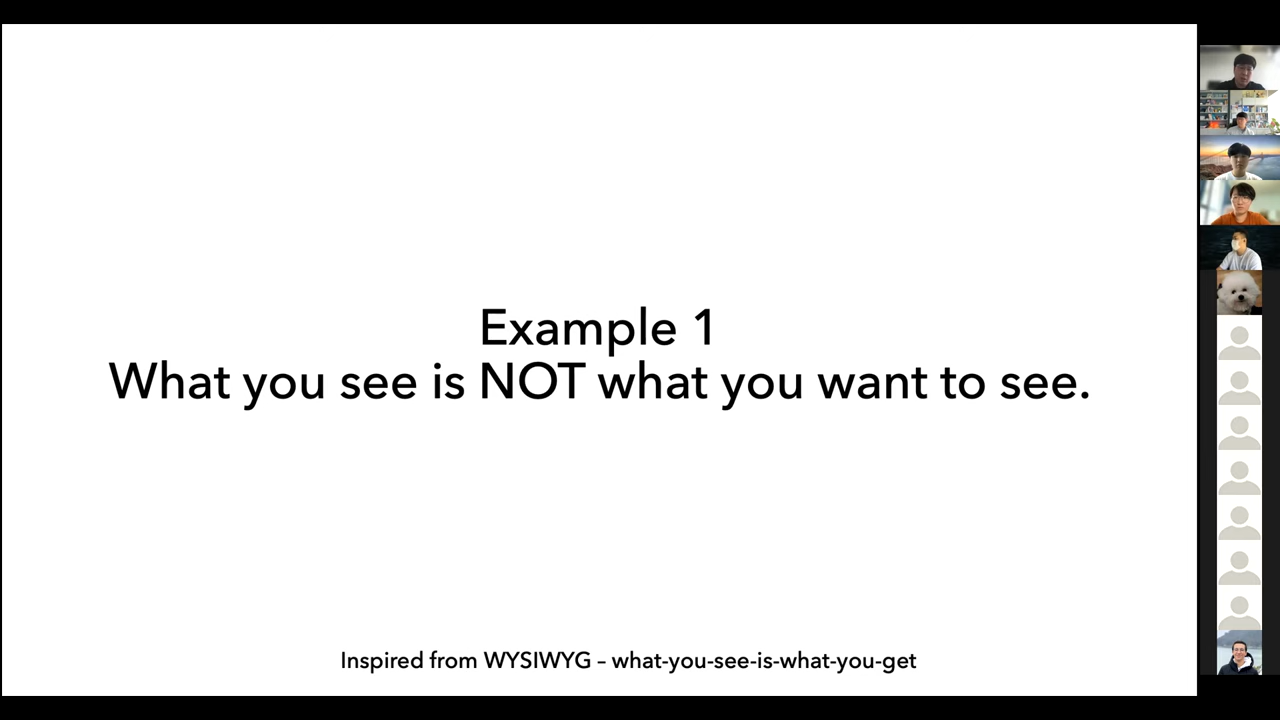 Example 1
What you see is NOT what you want to see.
Inspired from WYSIWYG – what-you-see-is-what-you-get